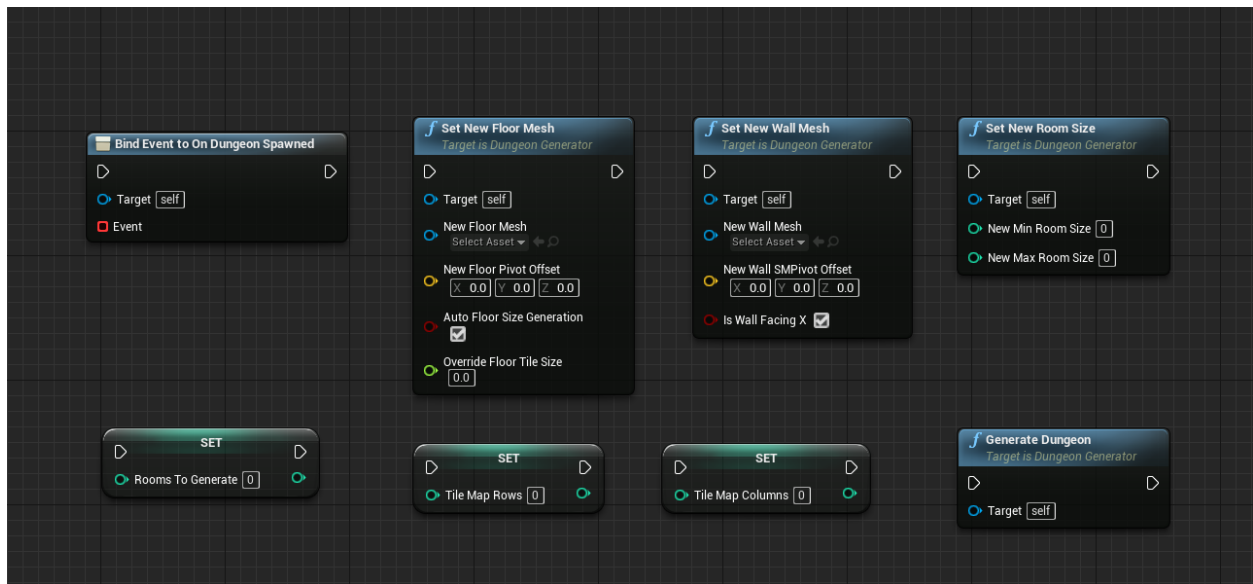 Bind Event to On Dungeon Spawned
Target self
Event
Set New Floor Mesh
Target is Dungeon Generator
Target self
New Floor Mesh
Select Asset
New Floor Pivot Offset
X 0.0 Y 0.0 Z 0.0
Auto Floor Size Generation
Override Floor Tile Size
0.0
Set New Wall Mesh
Target is Dungeon Generator
Target self
New Wall Mesh
Select Asset
New Wall SMPivot Offset
X 0.0 Y 0.0 Z 0.0
Is Wall Facing X
Set New Room Size
Target is Dungeon Generator
Target self
New Min Room Size 0
New Max Room Size 0
SET
Rooms To Generate 0
SET
Tile Map Rows 0
SET
Tile Map Columns 0
Generate Dungeon
Target is Dungeon Generator
Target self